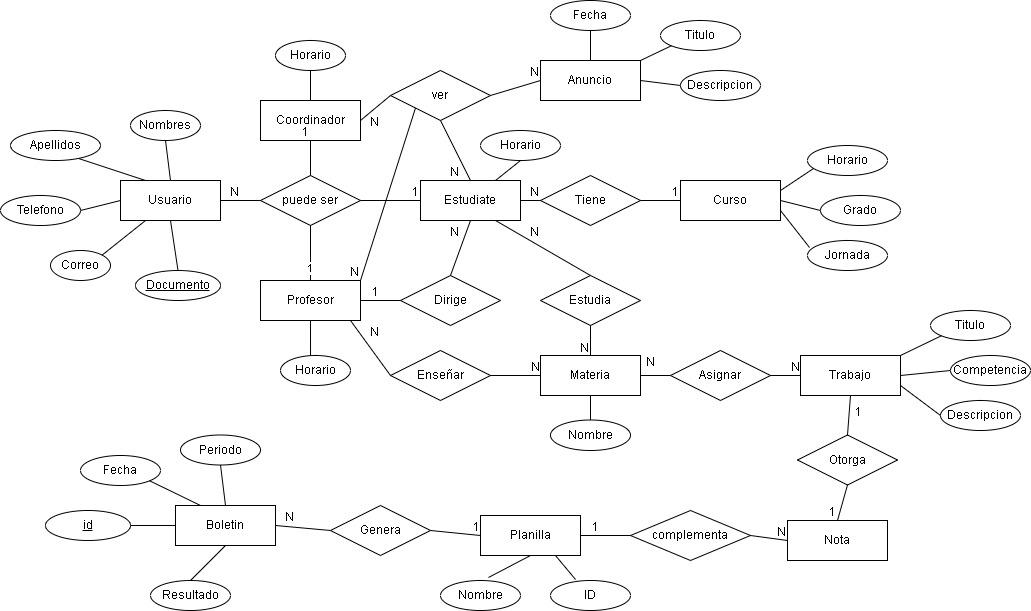 Fecha
Titulo
Horario
N
Anuncio
Descripcion
ver
Coordinador
1
N
Nombres
Apellidos
Horario
N
Horario
Usuario
N
puede ser
1
Estudiate
N
Tiene
1
Curso
Telefono
Grado
N
N
Correo
Jornada
1
N
Documento
Profesor
1
Dirige
Estudia
N
Titulo
N
N
Horario
Enseñar
N
Materia
Asignar
N
Trabajo
Competencia
1
Descripcion
Nombre
Periodo
Fecha
Otorga
id
Boletin
N
Genera
1
Planilla
1
complementa
N
1
Nota
Resultado
Nombre
ID